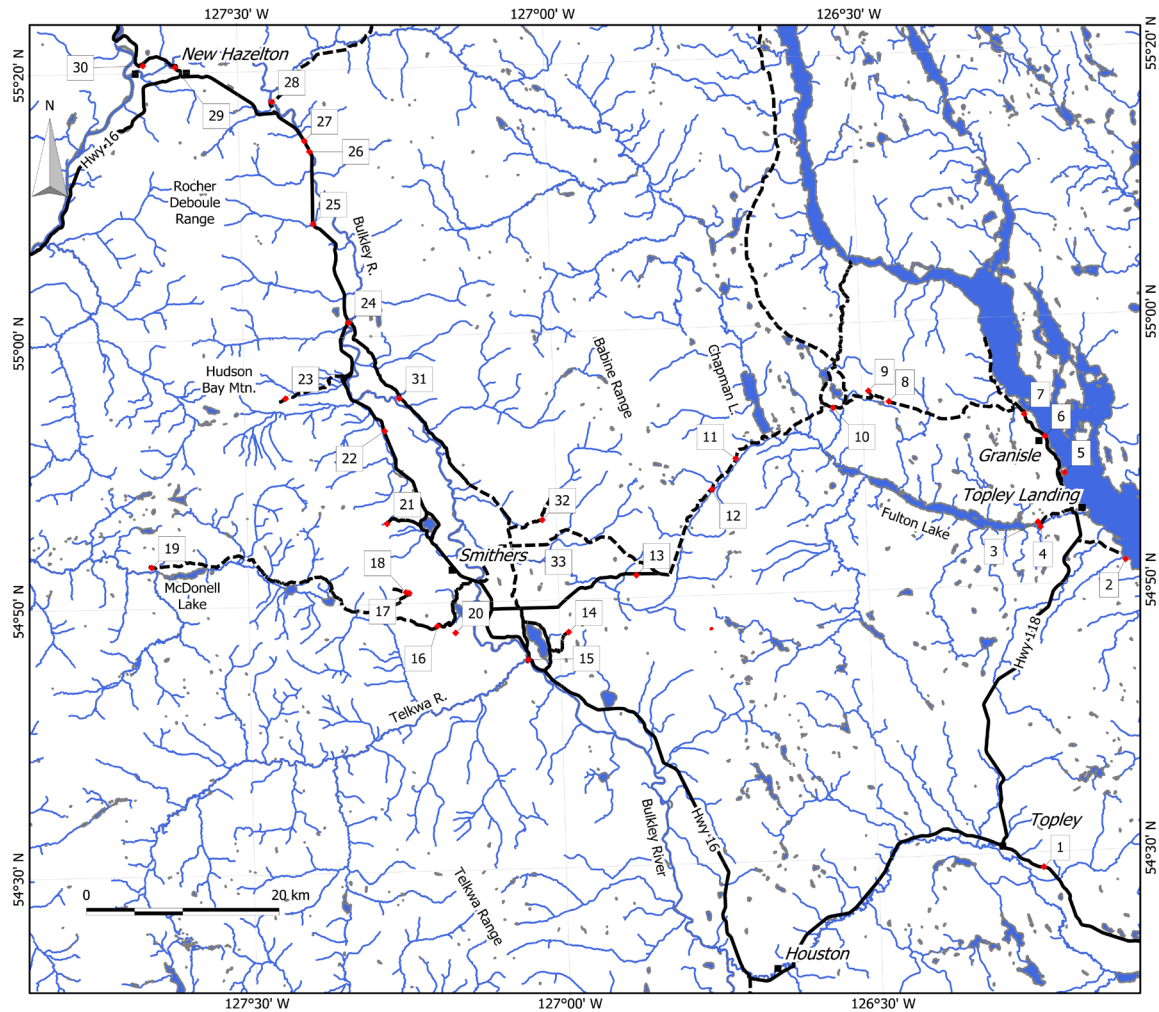 127°30' W
127°00' W
126°30' W
55°20' N
55°20' N
New Hazelton
30
28
29
27
26
N
Hwy 16
Rocher
Deboule
Range
25
Bulkley R.
24
55°00' N
55°00' N
Hudson
Bay Mtn.
23
31
Babine Range
Chapman L.
9
8
7
6
22
11
10
Granisle
5
21
32
12
Topley Landing
Fulton Lake
3
4
19
Smithers
33
13
2
18
McDonell
Lake
17
20
14
54°50' N
54°50' N
16
15
Hwy 118
Telkwa R.
Bulkley River
Hwy 16
Topley
1
54°30' N
54°30' N
0
20 km
Telkwa Range
Houston
127°30' W
127°00' W
126°30' W